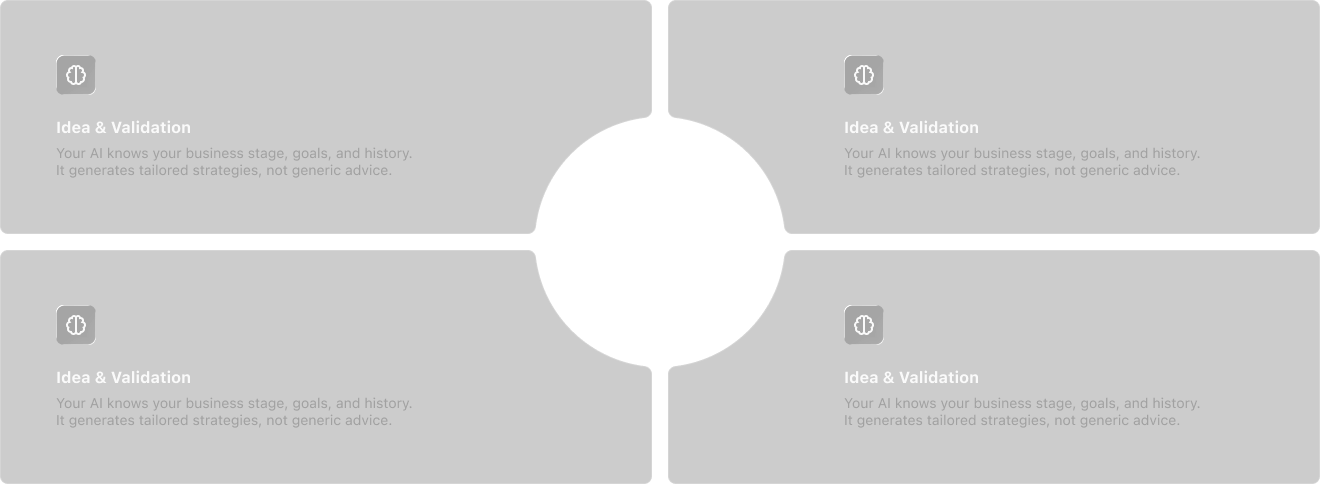 Idea & Validation
Your AI knows your business stage, goals, and history.
It generates tailored strategies, not generic advice.
Idea & Validation
Your AI knows your business stage, goals, and history.
It generates tailored strategies, not generic advice.
Idea & Validation
Your AI knows your business stage, goals, and history.
It generates tailored strategies, not generic advice.
Idea & Validation
Your AI knows your business stage, goals, and history.
It generates tailored strategies, not generic advice.